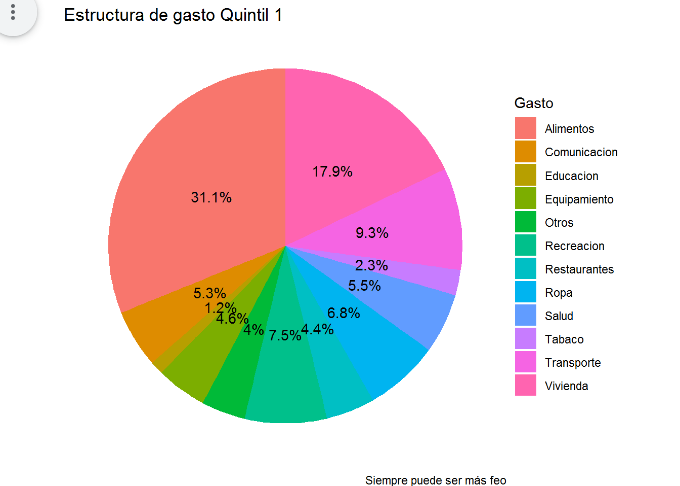 Estructura de gasto Quintil 1
31.1%
17.9%
9.3%
2.3%
5.5%
6.8%
4.4%
7.5%
4%
4.6%
1.2%
5.3%
Gasto
Alimentos
Comunicacion
Educacion
Equipamiento
Otros
Recreacion
Restaurantes
Ropa
Salud
Tabaco
Transporte
Vivienda
Siempre puede ser más feo